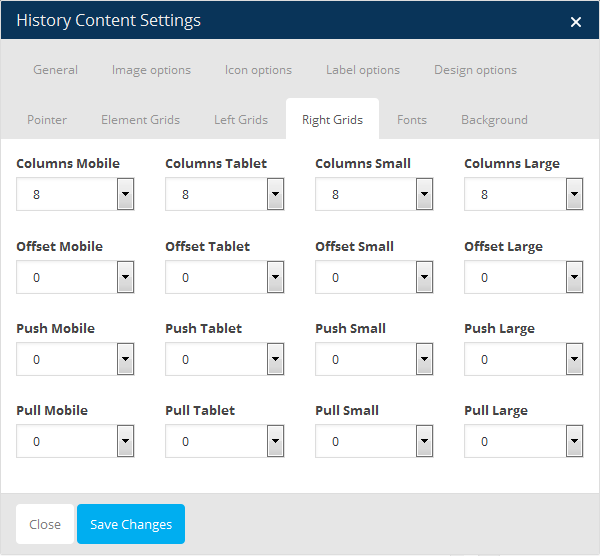 History Content Settings ×
General Image options Icon options Label options Design options
Pointer Element Grids Left Grids Right Grids Fonts Background
Columns Mobile Columns Tablet Columns Small Columns Large
8 8 8 8
Offset Mobile Offset Tablet Offset Small Offset Large
0 0 0 0
Push Mobile Push Tablet Push Small Push Large
0 0 0 0
Pull Mobile Pull Tablet Pull Small Pull Large
0 0 0 0
Close Save Changes